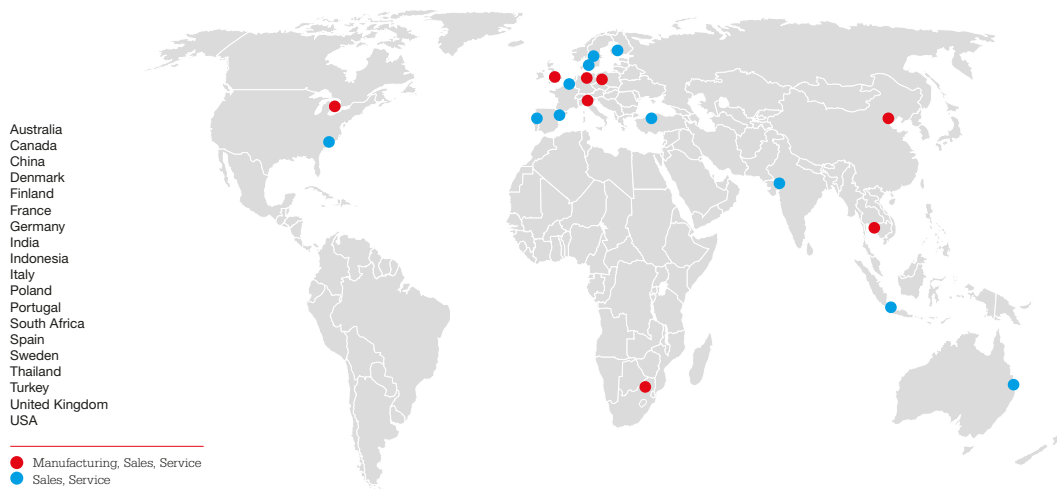 Australia
Canada
China
Denmark
Finland
France
Germany
India
Indonesia
Italy
Poland
Portugal
South Africa
Spain
Sweden
Thailand
Turkey
United Kingdom
USA
Manufacturing, Sales, Service
Sales, Service